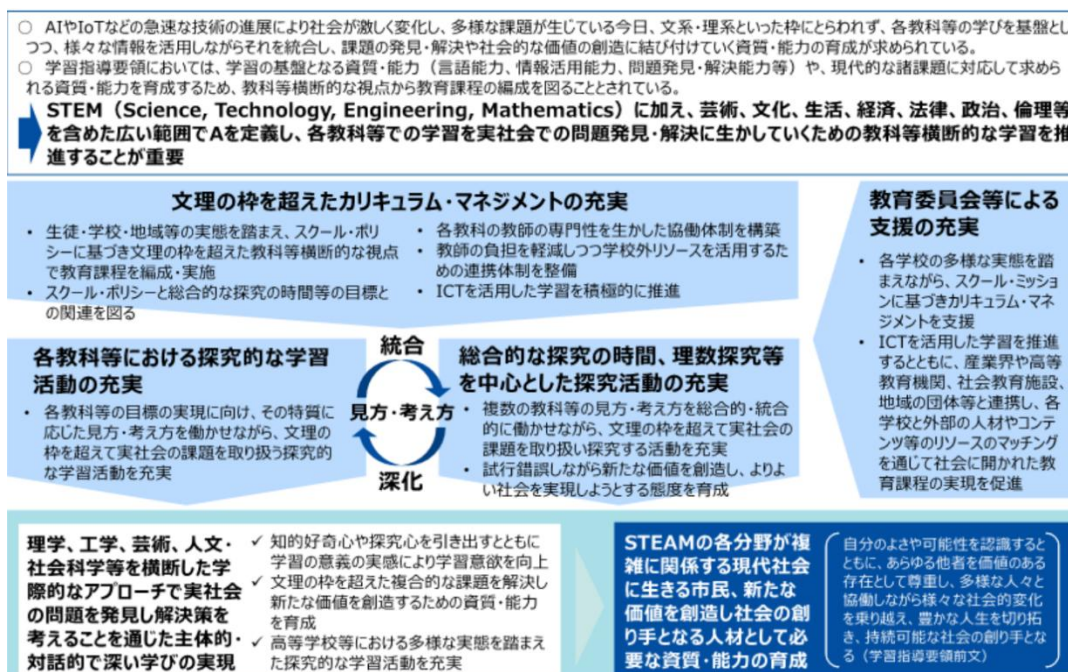 ○ AIやIoTなどの急速な技術の進展により社会が激しく変化し、多様な課題が生じている今日、文系・理系といった枠にとらわれず、各教科等の学びを基盤とし
つつ、様々な情報を活用しながらそれを統合し、課題の発見・解決や社会的な価値の創造に結び付けていく資質・能力の育成が求められている。
○ 学習指導要領においては、学習の基盤となる資質・能力（言語能力、情報活用能力、問題発見・解決能力等）や、現代的な諸課題に対応して求めら
れる資質・能力を育成するため、教科等横断的な視点から教育課程の編成を図ることとされている。
STEM（Science, Technology, Engineering, Mathematics）に加え、芸術、文化、生活、経済、法律、政治、倫理等
を含めた広い範囲でAを定義し、各教科等での学習を実社会での問題発見・解決に生かしていくための教科等横断的な学習を推
進することが重要
文理の枠を超えたカリキュラム・マネジメントの充実
• 生徒・学校・地域等の実態を踏まえ、スクール・ポリ
シーに基づき文理の枠を超えた教科等横断的な視点
で教育課程を編成・実施
• スクール・ポリシーと総合的な探究の時間等の目標と
の関連を図る
• 各教科の教師の専門性を生かした協働体制を構築
• 教師の負担を軽減しつつ学校外リソースを活用するた
めの連携体制を整備
• ICTを活用した学習を積極的に推進
教育委員会等による
支援の充実
• 各学校の多様な実態を踏
まえながら、スクール・ミッショ
ンに基づきカリキュラム・マネ
ジメントを支援
• ICTを活用した学習を推進
するとともに、産業界や高等
教育機関、社会教育施設、
地域の団体等と連携し、各
学校と外部の人材やコンテ
ンツ等のリソースのマッチング
を通じて社会に開かれた教
育課程の実現を促進
各教科等における探究的な学習
活動の充実
• 各教科等の目標の実現に向け、その特質に
応じた見方・考え方を働かせながら、文理の
枠を超えて実社会の課題を取り扱う探究的
な学習活動を充実
統合
見方・考え方
深化
総合的な探究の時間、理数探究等
を中心とした探究活動の充実
• 複数の教科等の見方・考え方を総合的・統合
的に働かせながら、文理の枠を超えて実社会の
課題を取り扱い探究する活動を充実
• 試行錯誤しながら新たな価値を創造し、よりよ
い社会を実現しようとする態度を育成
理学、工学、芸術、人文・
社会科学等を横断した学
際的なアプローチで実社会
の問題を発見し解決策を
考えることを通じた主体的・
対話的で深い学びの実現
✓ 知的好奇心や探究心を引き出すとともに
学習の意義の実感により学習意欲を向上
✓ 文理の枠を超えた複合的な課題を解決し
新たな価値を創造するための資質・能力
を育成
✓ 高等学校等における多様な実態を踏まえ
た探究的な学習活動を充実
STEAMの各分野が複
雑に関係する現代社会
に生きる市民、新たな
価値を創造し社会の創
り手となる人材として必
要な資質・能力の育成
自分のよさや可能性を認識すると
ともに、あらゆる他者を価値のある
存在として尊重し、多様な人々と
協働しながら様々な社会的変化
を乗り越え、豊かな人生を切り拓
き、持続可能な社会の創り手とな
る（学習指導要領前文）